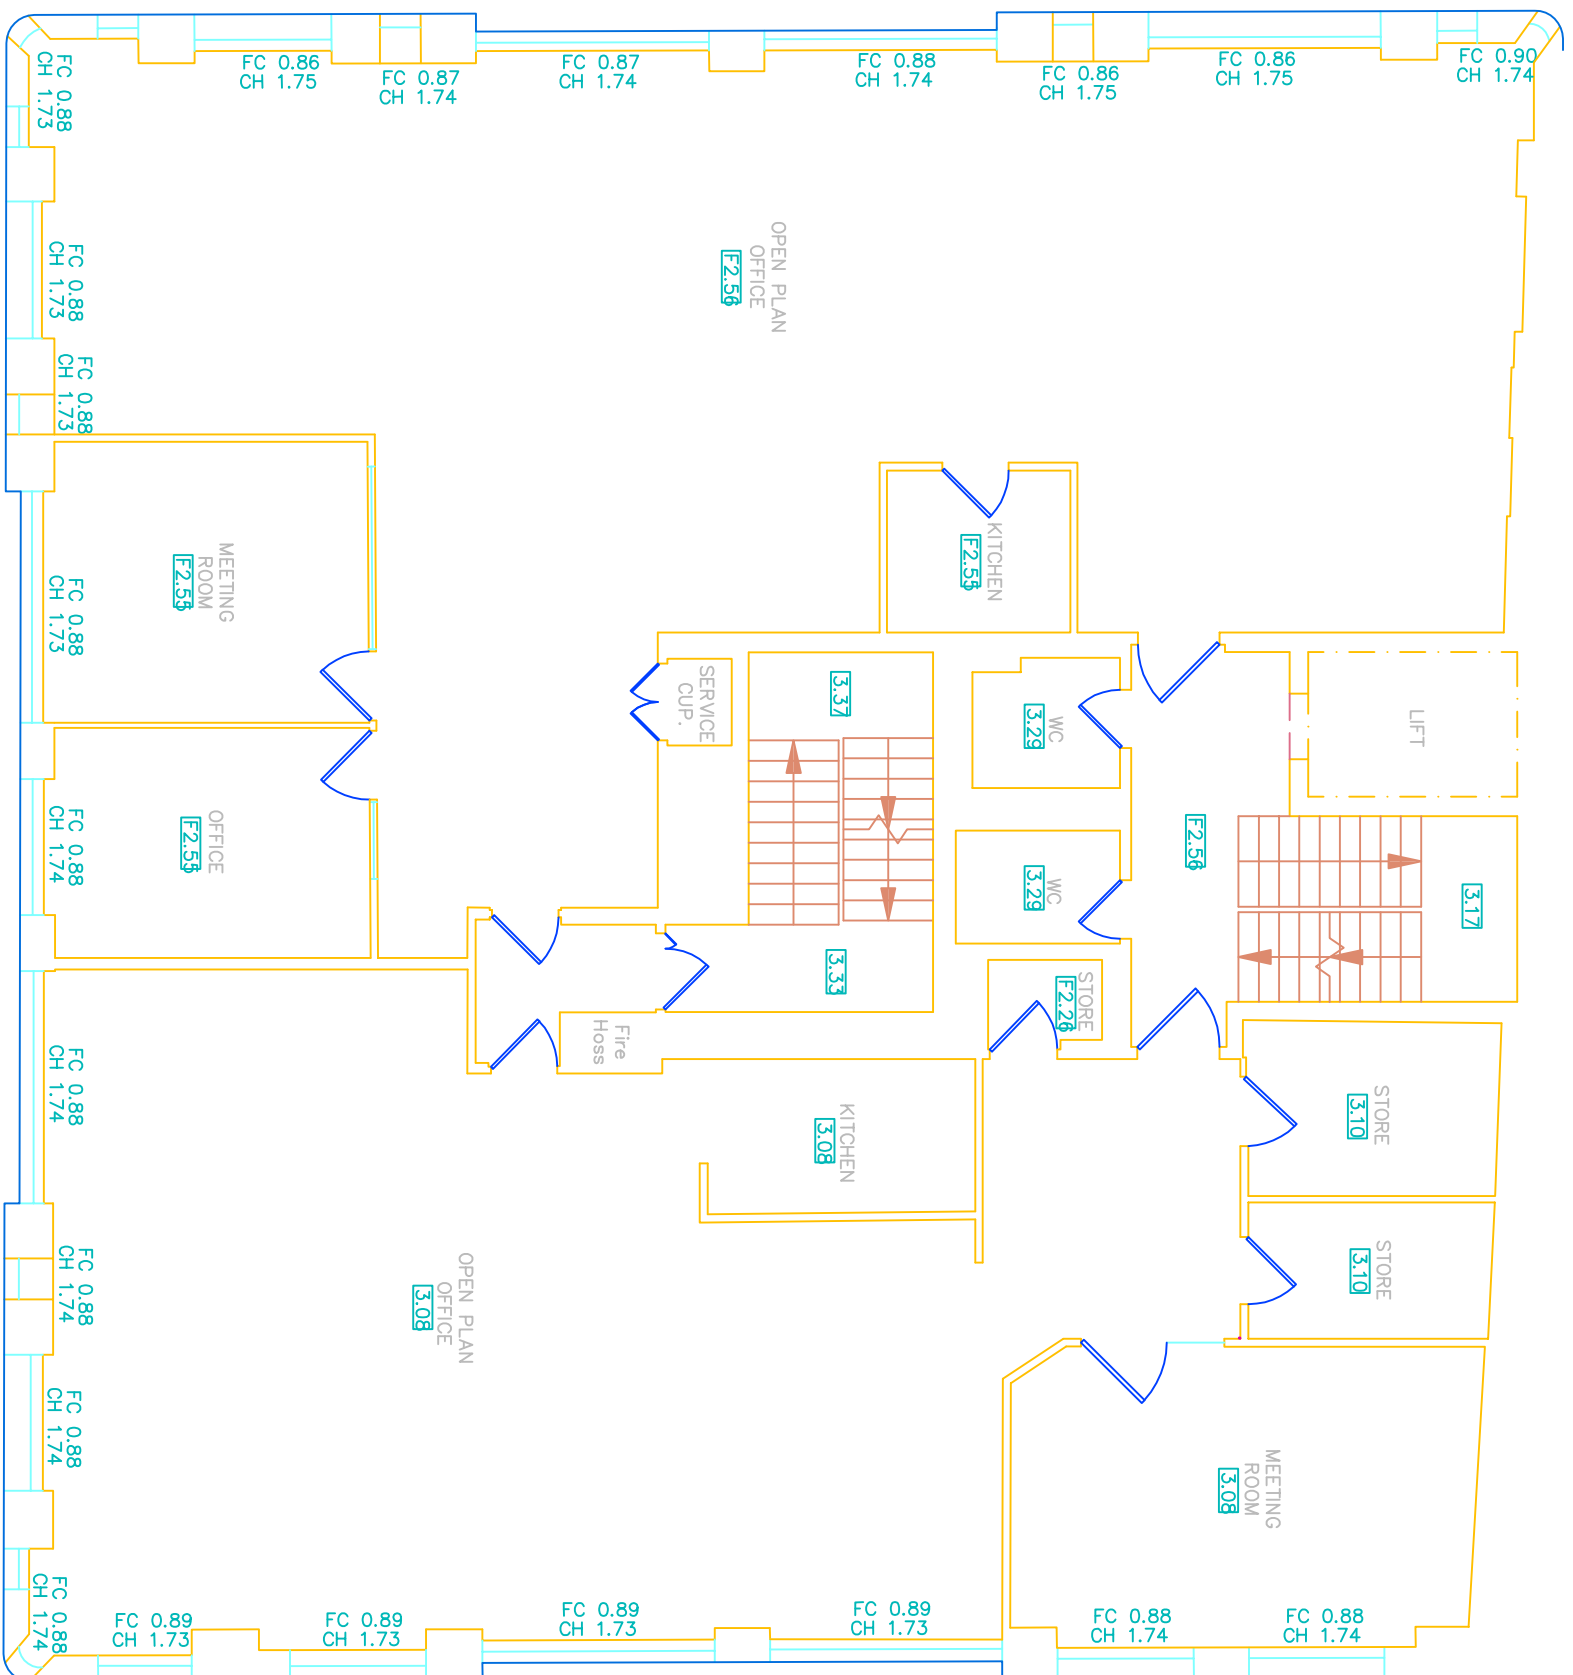 FC 0.86
CH 1.75
FC 0.87
CH 1.74
FC 0.87
CH 1.74
FC 0.88
CH 1.74
FC 0.86
CH 1.75
FC 0.86
CH 1.75
FC 0.90
CH 1.74
FC 0.88
CH 1.73
FC 0.88
CH 1.73
FC 0.88
CH 1.73
OPEN PLAN
OFFICE
F2.56
KITCHEN
F2.55
MEETING
ROOM
F2.55
FC 0.88
CH 1.73
SERVICE
CUP.
3.37
WC
3.29
LIFT
OFFICE
F2.55
FC 0.88
CH 1.74
F2.56
WC
3.29
3.17
3.33
STORE
F2.26
Fire
Hoss
FC 0.88
CH 1.74
KITCHEN
3.08
STORE
3.10
STORE
3.10
OPEN PLAN
OFFICE
3.08
FC 0.88
CH 1.74
FC 0.88
CH 1.74
MEETING
ROOM
3.08
FC 0.88
CH 1.74
FC 0.89
CH 1.73
FC 0.89
CH 1.73
FC 0.89
CH 1.73
FC 0.89
CH 1.73
FC 0.88
CH 1.74
FC 0.88
CH 1.74